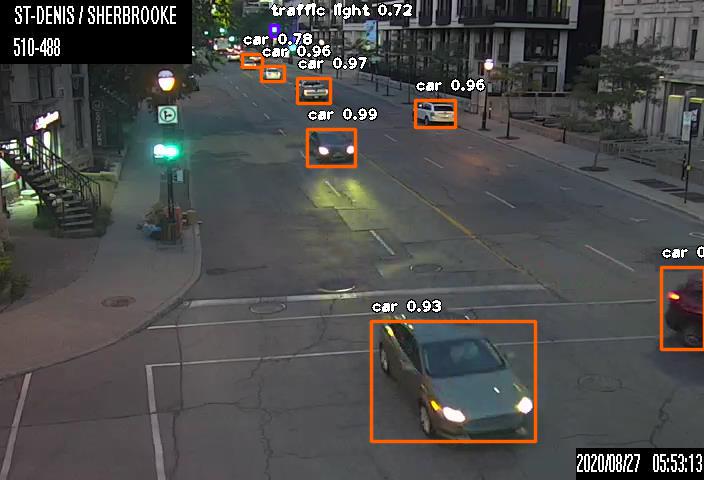 ST-DENIS / SHERBROOKE
510-488
traffic light 0.72
car 0.78
car 0.96
car 0.97
car 0.96
car 0.99
car 0
car 0.93
2020/08/27 05:53:13